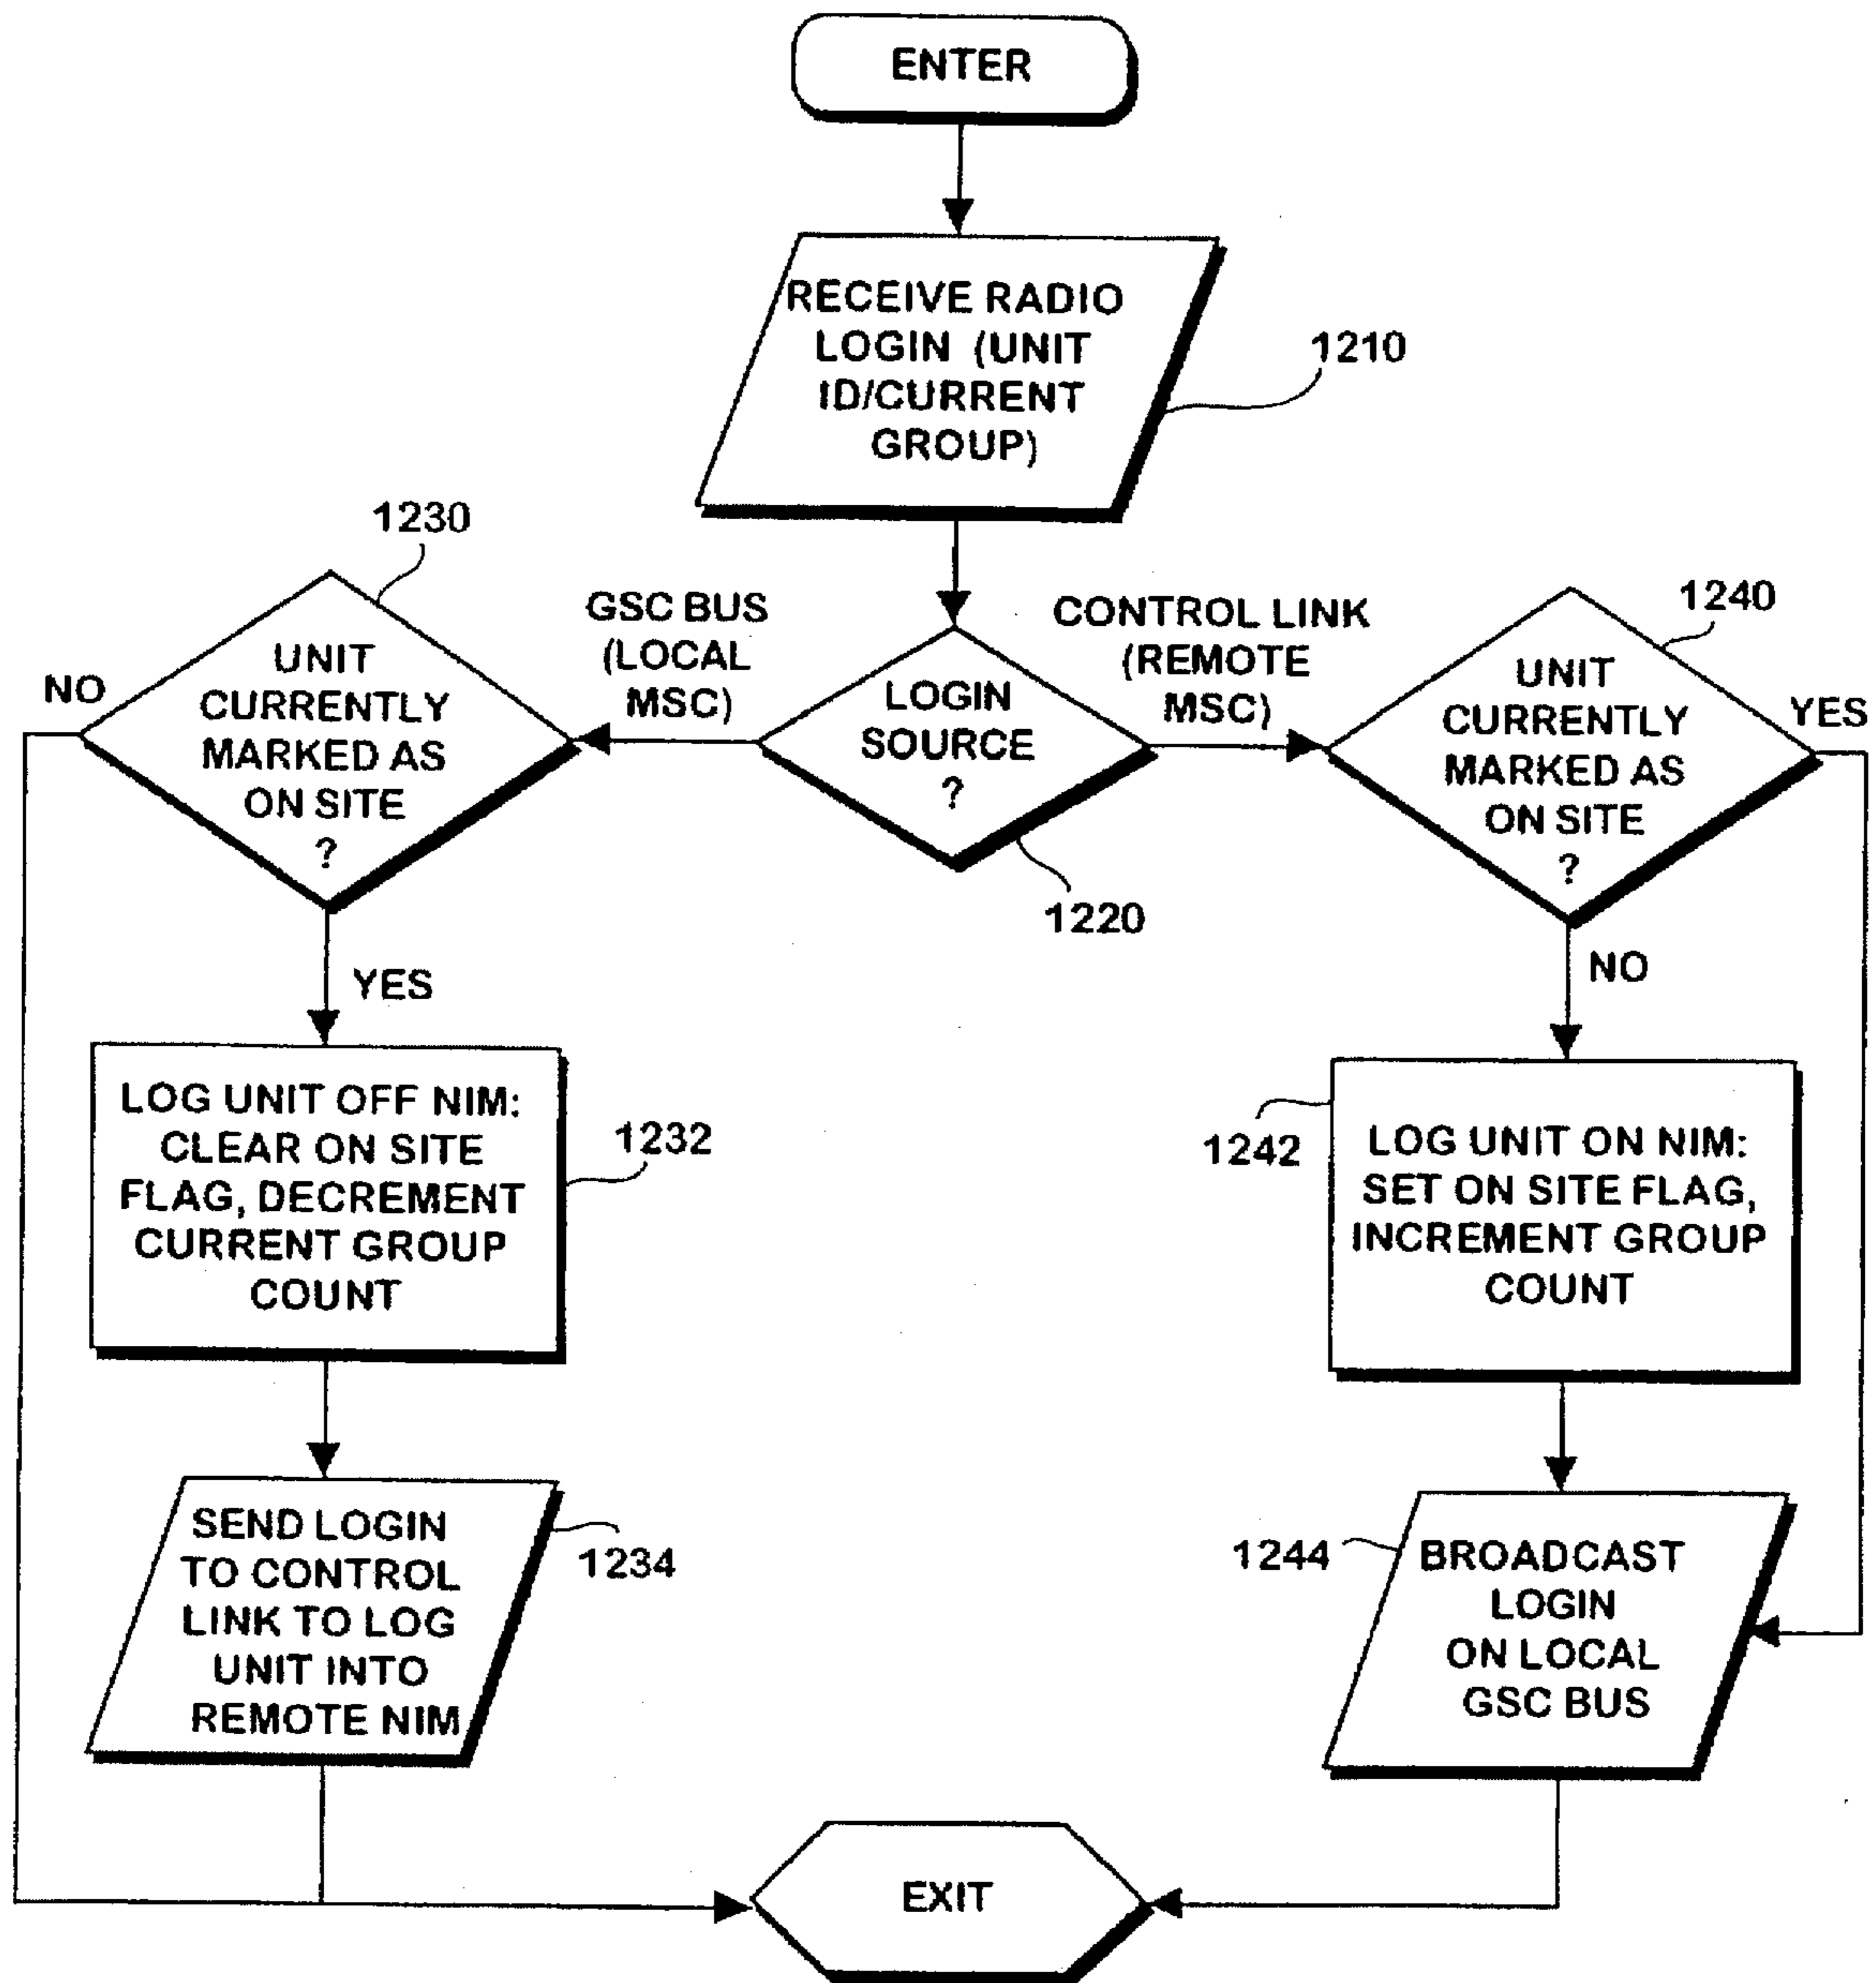 ENTER
RECEIVE RADIO
LOGIN (UNIT
ID/CURRENT
GROUP)
1210
1230
GSC BUS
(LOCAL
MSC)
CONTROL LINK
(REMOTE
MSC)
1240
NO
UNIT
CURRENTLY
MARKED AS
ON SITE
?
LOGIN
SOURCE
?
1220
UNIT
CURRENTLY
MARKED AS
ON SITE
?
YES
YES
NO
LOG UNIT OFF NIM:
CLEAR ON SITE
FLAG, DECREMENT
CURRENT GROUP
COUNT
1232
1242
LOG UNIT ON NIM:
SET ON SITE FLAG,
INCREMENT GROUP
COUNT
SEND LOGIN
TO CONTROL
LINK TO LOG
UNIT INTO
REMOTE NIM
1234
1244
BROADCAST
LOGIN
ON LOCAL
GSC BUS
EXIT